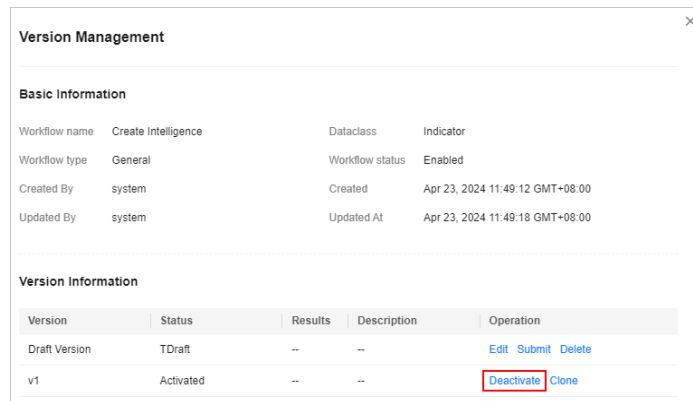 Version Management
Basic Information
Workflow name Create Intelligence Dataclass Indicator
Workflow type General Workflow status Enabled
Created By system Created Apr 23, 2024 11:49:12 GMT+08:00
Updated By system Updated At Apr 23, 2024 11:49:18 GMT+08:00
Version Information
Version Status Results Description Operation
Draft Version TDraft -- -- Edit Submit Delete
v1 Activated -- -- Deactivate Clone